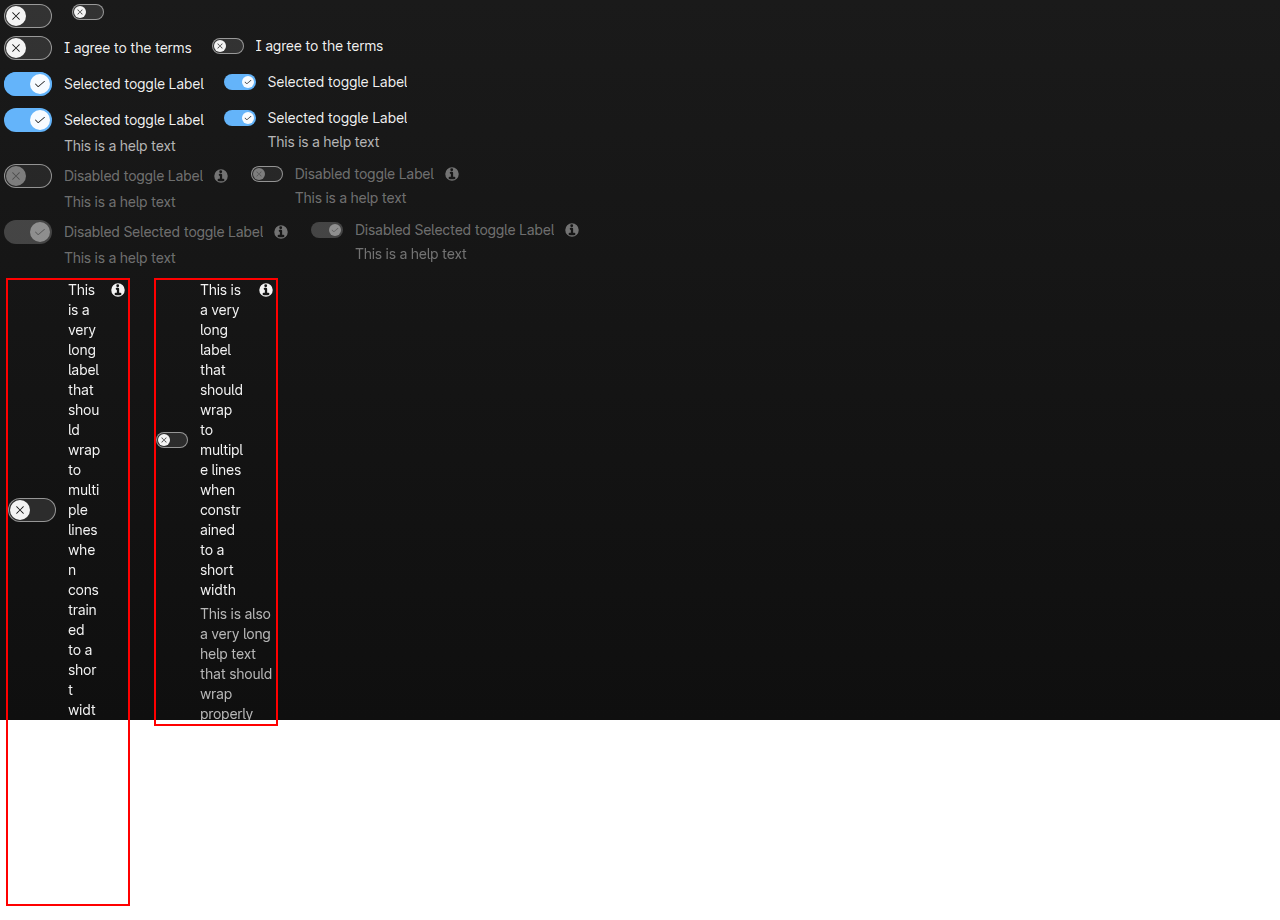 I agree to the terms
I agree to the terms
Selected toggle Label
Selected toggle Label
Selected toggle Label
This is a help text
Selected toggle Label
This is a help text
Disabled toggle Label
This is a help text
Disabled toggle Label
This is a help text
Disabled Selected toggle Label
This is a help text
Disabled Selected toggle Label
This is a help text
This
is a
very
long
label
that
shou
ld
wrap
to
multi
ple
lines
whe
n
cons
train
ed
to a
shor
t
widt
This is
a very
long
label
that
should
wrap
to
multipl
e lines
when
constr
ained
to a
short
width
This is also
a very long
help text
that should
wrap
properly